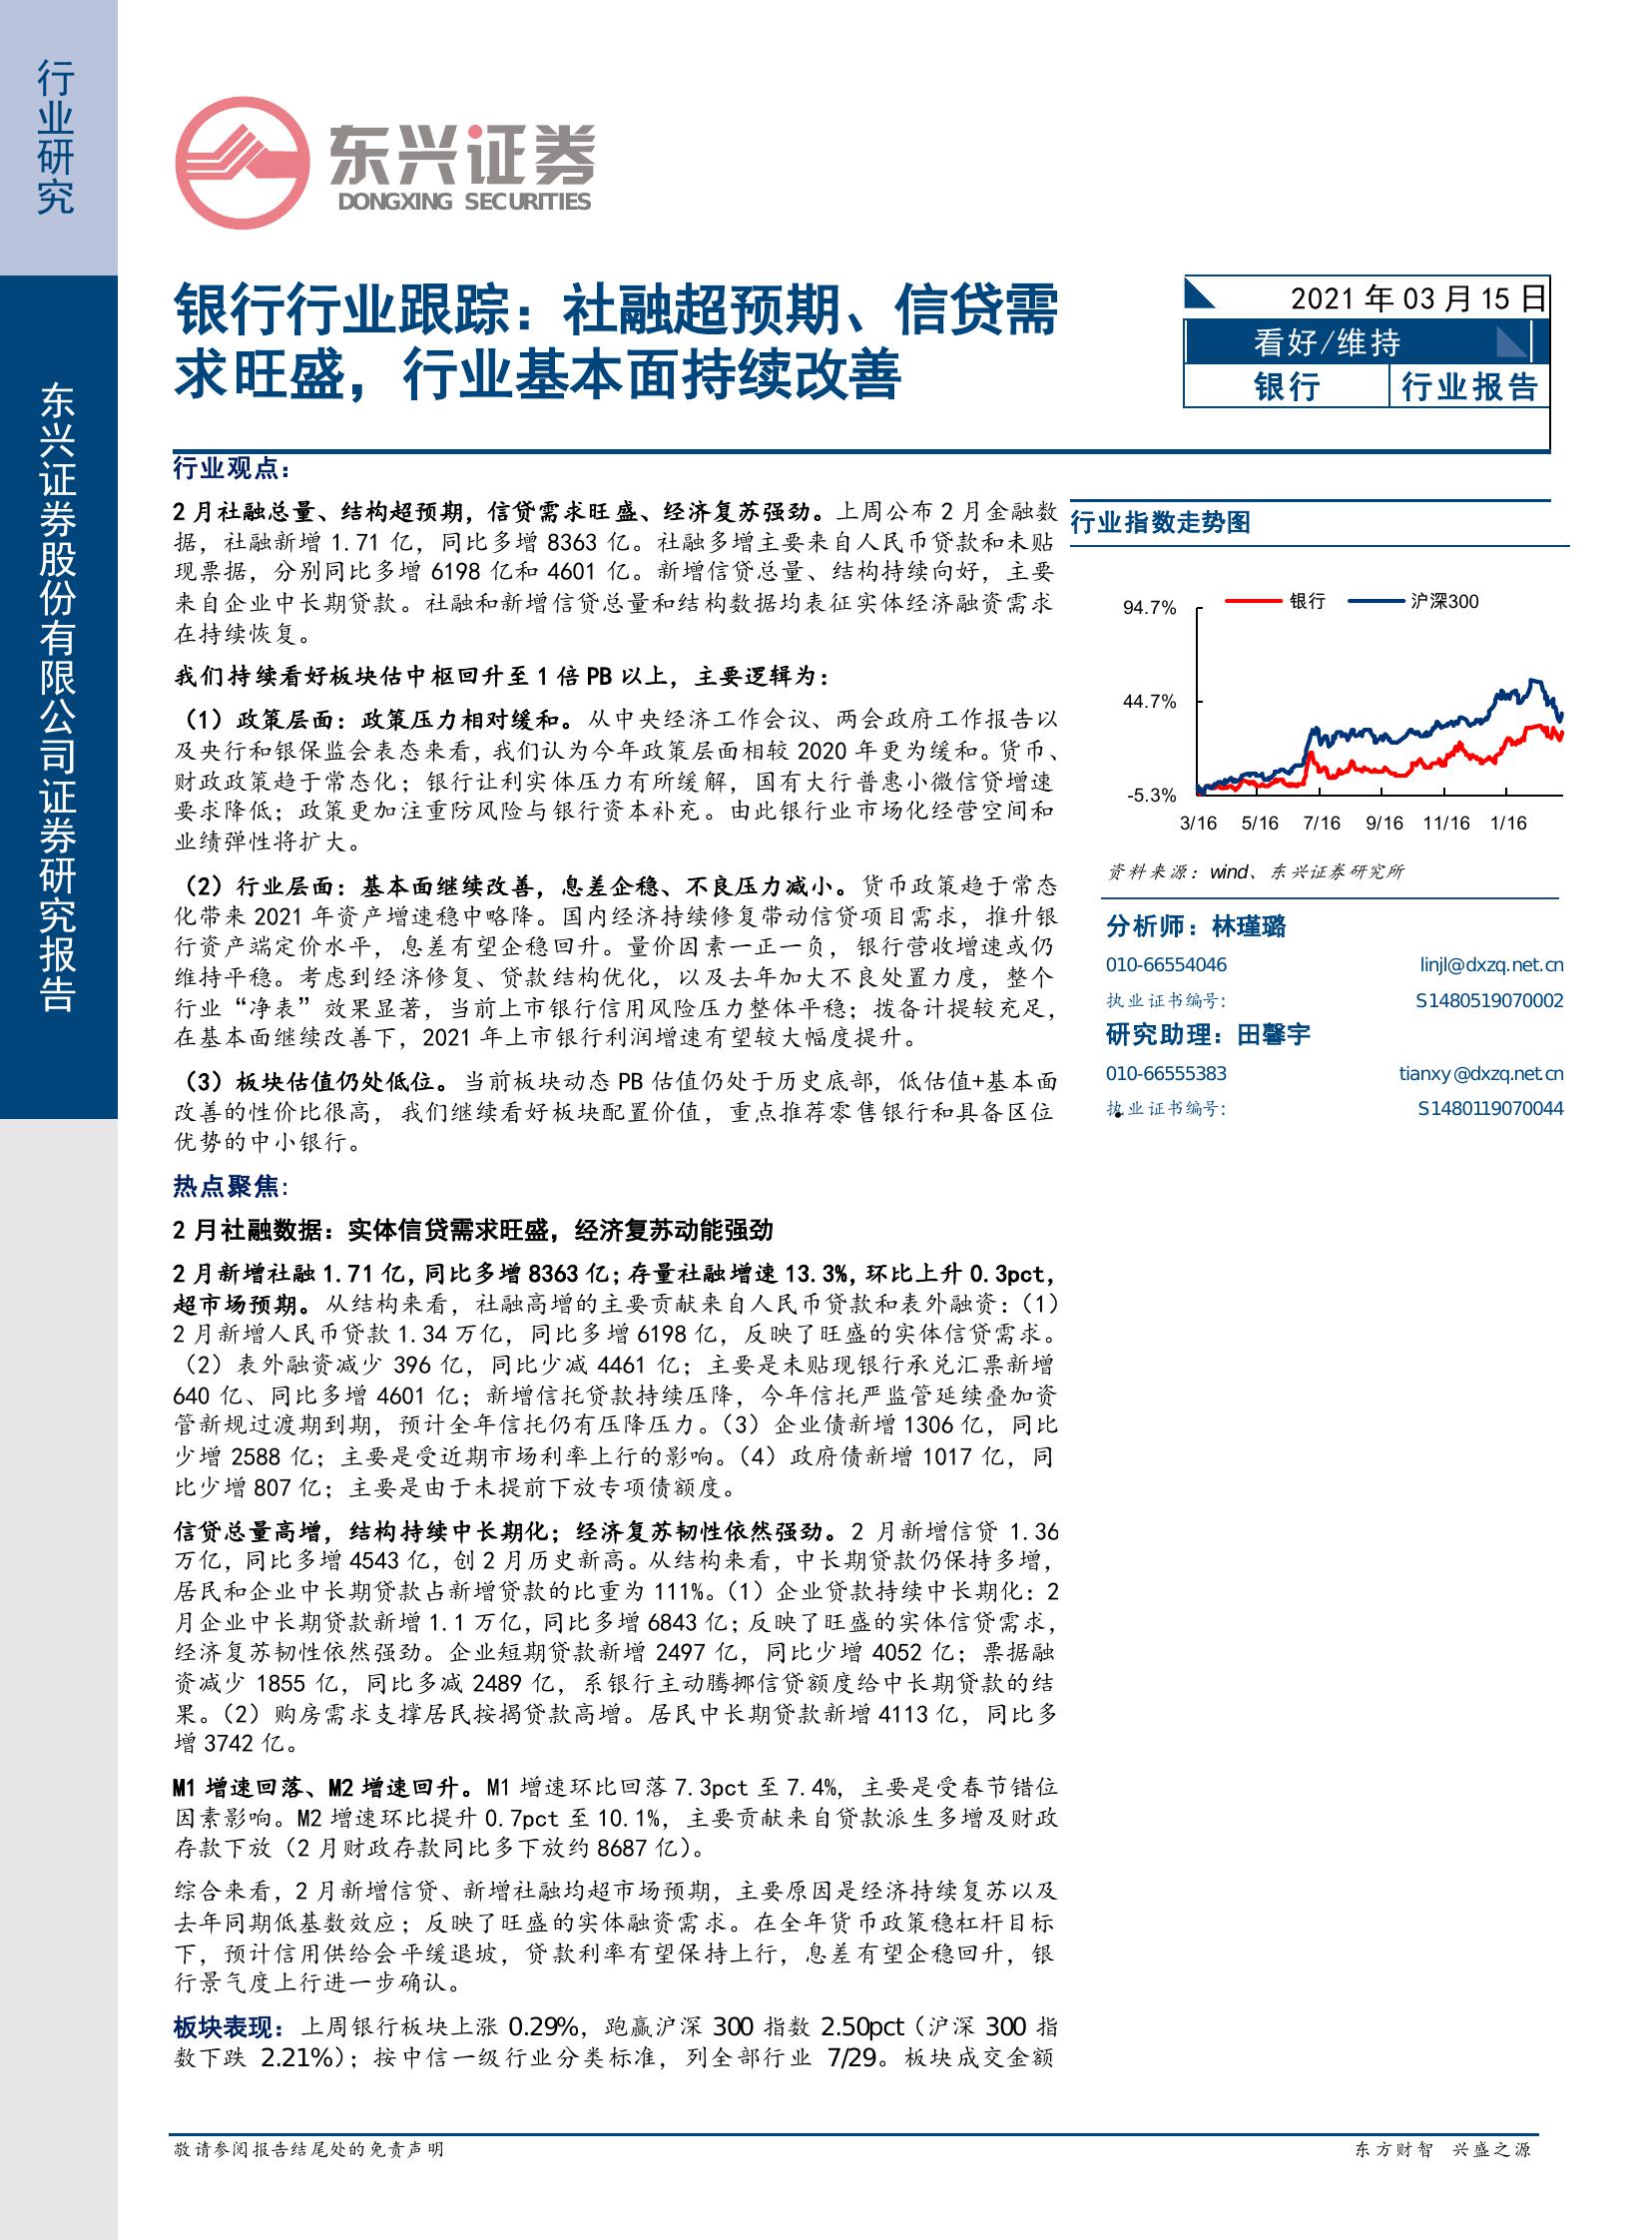 行业研究
东兴证券股份有限公司证券研究报告
东兴证券
DONGXING SECURITIES
银行行业跟踪：社融超预期、信贷需
求旺盛，行业基本面持续改善
2021 年 03 月 15 日
看好/维持
银行 行业报告
行业观点：
2 月社融总量、结构超预期，信贷需求旺盛、经济复苏强劲。上周公布 2 月金融数
据，社融新增 1.71 亿，同比多增 8363 亿。社融多增主要来自人民币贷款和未贴
现票据，分别同比多增 6198 亿和 4601 亿。新增信贷总量、结构持续向好，主要
来自企业中长期贷款。社融和新增信贷总量和结构数据均表征实体经济融资需求
在持续恢复。
我们持续看好板块估中枢回升至 1 倍 PB 以上，主要逻辑为：
（1）政策层面：政策压力相对缓和。从中央经济工作会议、两会政府工作报告以
及央行和银保监会表态来看，我们认为今年政策层面相较 2020 年更为缓和。货币、
财政政策趋于常态化；银行让利实体压力有所缓解，国有大行普惠小微信贷增速
要求降低；政策更加注重防风险与银行资本补充。由此银行业市场化经营空间和
业绩弹性将扩大。
（2）行业层面：基本面继续改善，息差企稳、不良压力减小。货币政策趋于常态
化带来 2021 年资产增速稳中略降。国内经济持续修复带动信贷项目需求，推升银
行资产端定价水平，息差有望企稳回升。量价因素一正一负，银行营收增速或仍
维持平稳。考虑到经济修复、贷款结构优化，以及去年加大不良处置力度，整个
行业“净表”效果显著，当前上市银行信用风险压力整体平稳；拨备计提较充足，
在基本面继续改善下，2021 年上市银行利润增速有望较大幅度提升。
（3）板块估值仍处低位。当前板块动态 PB 估值仍处于历史底部，低估值+基本面
改善的性价比很高，我们继续看好板块配置价值，重点推荐零售银行和具备区位
优势的中小银行。
热点聚焦：
2 月社融数据：实体信贷需求旺盛，经济复苏动能强劲
2 月新增社融 1.71 亿，同比多增 8363 亿；存量社融增速 13.3%，环比上升 0.3pct，
超市场预期。从结构来看，社融高增的主要贡献来自人民币贷款和表外融资：（1）
2 月新增人民币贷款 1.34 万亿，同比多增 6198 亿，反映了旺盛的实体信贷需求。
（2）表外融资减少 396 亿，同比少减 4461 亿；主要是未贴现银行承兑汇票新增
640 亿、同比多增 4601 亿；新增信托贷款持续压降，今年信托严监管延续叠加资
管新规过渡期到期，预计全年信托仍有压降压力。（3）企业债新增 1306 亿，同比
少增 2588 亿；主要是受近期市场利率上行的影响。（4）政府债新增 1017 亿，同
比少增 807 亿；主要是由于未提前下放专项债额度。
信贷总量高增，结构持续中长期化；经济复苏韧性依然强劲。2 月新增信贷 1.36
万亿，同比多增 4543 亿，创 2 月历史新高。从结构来看，中长期贷款仍保持多增，
居民和企业中长期贷款占新增贷款的比重为 111%。（1）企业贷款持续中长期化：2
月企业中长期贷款新增 1.1 万亿，同比多增 6843 亿；反映了旺盛的实体信贷需求，
经济复苏韧性依然强劲。企业短期贷款新增 2497 亿，同比少增 4052 亿；票据融
资减少 1855 亿，同比多减 2489 亿，系银行主动腾挪信贷额度给中长期贷款的结
果。（2）购房需求支撑居民按揭贷款高增。居民中长期贷款新增 4113 亿，同比多
增 3742 亿。
M1 增速回落、M2 增速回升。M1 增速环比回落 7.3pct 至 7.4%，主要是受春节错位
因素影响。M2 增速环比提升 0.7pct 至 10.1%，主要贡献来自贷款派生多增及财政
存款下放（2 月财政存款同比多下放约 8687 亿）。
综合来看，2 月新增信贷、新增社融均超市场预期，主要原因是经济持续复苏以及
去年同期低基数效应；反映了旺盛的实体融资需求。在全年货币政策稳杠杆目标
下，预计信用供给会平缓退坡，贷款利率有望保持上行，息差有望企稳回升，银
行景气度上行进一步确认。
板块表现：上周银行板块上涨 0.29%，跑赢沪深 300 指数 2.50pct（沪深 300 指
数下跌 2.21%）；按中信一级行业分类标准，列全部行业 7/29。板块成交金额
行业指数走势图
银行 沪深300
94.7%
44.7%
-5.3%
3/16 5/16 7/16 9/16 11/16 1/16
资料来源：wind、东兴证券研究所
分析师：林瑾璐
010-66554046 linjl@dxzq.net.cn
执业证书编号： S1480519070002
研究助理：田馨宇
010-66555383 tianxy@dxzq.net.cn
执业证书编号： S1480119070044
敬请参阅报告结尾处的免责声明
东方财智 兴盛之源